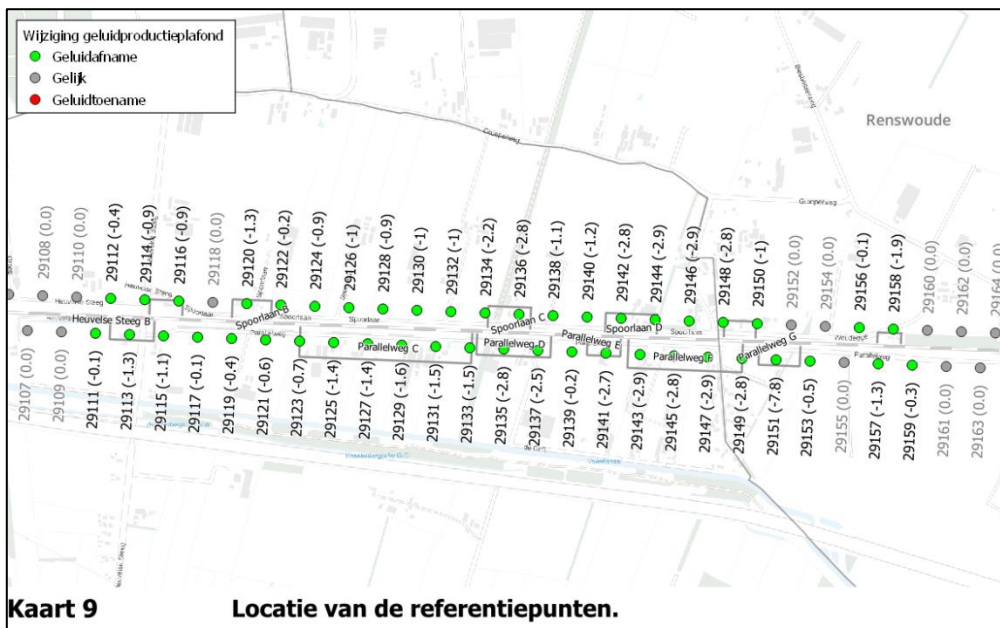 Wijziging geluidproductieplafond
Geluidafname
Gelijk
Geluidtoename
Renswoude
Grupperweg
29108 (0.0)
29110 (0.0)
29112 (-0.4)
29114 (-0.9)
29116 (-0.9)
29118 (0.0)
29120 (-1.3)
29122 (-0.2)
29124 (-0.9)
29126 (-1)
29128 (-0.9)
29130 (-1)
29132 (-1)
29134 (-2.2)
29136 (-2.8)
29138 (-1.1)
29140 (-1.2)
29142 (-2.8)
29144 (-2.9)
29146 (-2.9)
29148 (-2.8)
29150 (-1)
29152 (0.0)
29154 (0.0)
29156 (-0.1)
29158 (-1.9)
29160 (0.0)
29162 (0.0)
29164 (0.0)
Heuvelse Steeg
Spoorlaan
Spoorlaan
Parallelweg
Parallelweg
Heuvelse Steeg B
Spoorlaan B
Spoorlaan C
Spoorlaan D
Parallelweg C
Parallelweg D
Parallelweg E
Parallelweg F
Parallelweg G
29107 (0.0)
29109 (0.0)
29111 (-0.1)
29113 (-1.3)
29115 (-1.1)
29117 (-0.1)
29119 (-0.4)
29121 (-0.6)
29123 (-0.7)
29125 (-1.4)
29127 (-1.4)
29129 (-1.6)
29131 (-1.5)
29133 (-1.5)
29135 (-2.8)
29137 (-2.5)
29139 (-0.2)
29141 (-2.7)
29143 (-2.9)
29145 (-2.8)
29147 (-2.9)
29149 (-2.8)
29151 (-7.8)
29153 (-0.5)
29155 (0.0)
29157 (-1.3)
29159 (-0.3)
29161 (0.0)
29163 (0.0)
Kaart 9
Locatie van de referentiepunten.